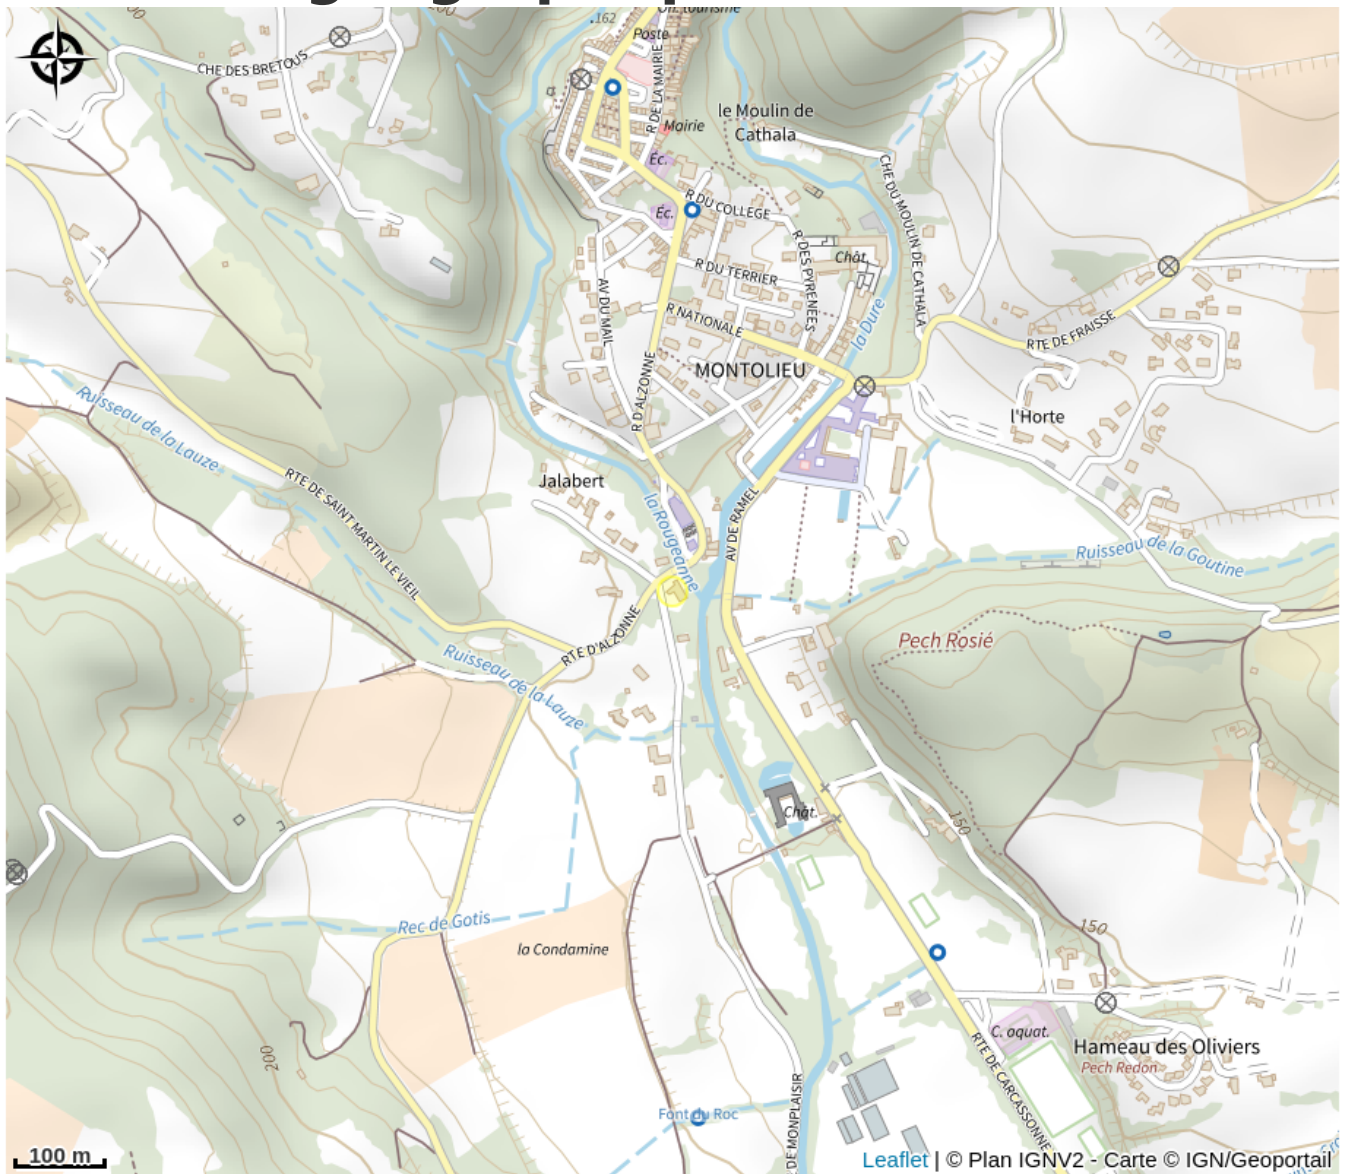 Off. tourisme
.162
Poste
CHE DES BRETOUS
R DE LA MAIRIE
le Moulin de
Cathala
Mairie
Éc.
CHE DU MOULIN DE CATHALA
R DU COLLEGE
Éc.
R DES PYRENEES
Chât.
R DU TERRIER
AV DU MAIL
R NATIONALE
la Dure
RTE DE FRAISSE
MONTOLIEU
R D'ALZONNE
Ruisseau de la Lauze
l'Horte
Jalabert
RTE DE SAINT MARTIN LE VIEIL
la Rougeanne
AV DE RAMEL
Ruisseau de la Goutine
RTE D'ALZONNE
Pech Rosié
Ruisseau de la Lauze
Chât.
150
Rec de Gotis
150
la Condamine
C. aquat.
Hameau des Oliviers
Pech Redon
200
RTE DE CARCASSONNE
Font du Roc
DE MONPLAISIR
100 m
Leaflet | © Plan IGNV2 - Carte © IGN/Geoportail